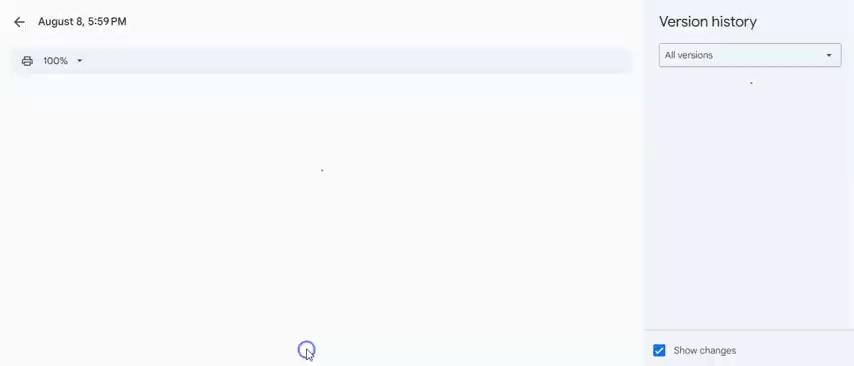 August 8, 5:59 PM
100%
Version history
All versions
Show changes